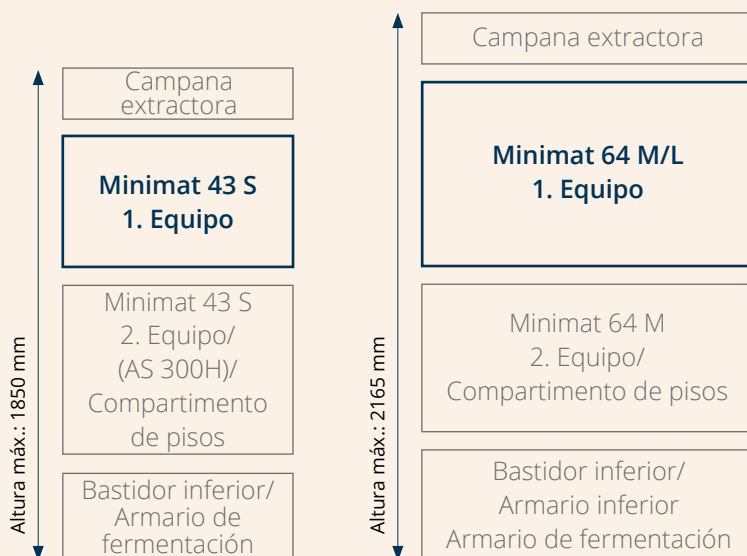 Altura máx.: 1850 mm
Campana
extractora
Minimat 43 S
1. Equipo
Minimat 43 S
2. Equipo/
(AS 300H)/
Compartimento
de pisos
Bastidor inferior/
Armario de
fermentación
Altura máx.: 2165 mm
Campana extractora
Minimat 64 M/L
1. Equipo
Minimat 64 M
2. Equipo/
Compartimento de pisos
Bastidor inferior/
Armario inferior
Armario de fermentación